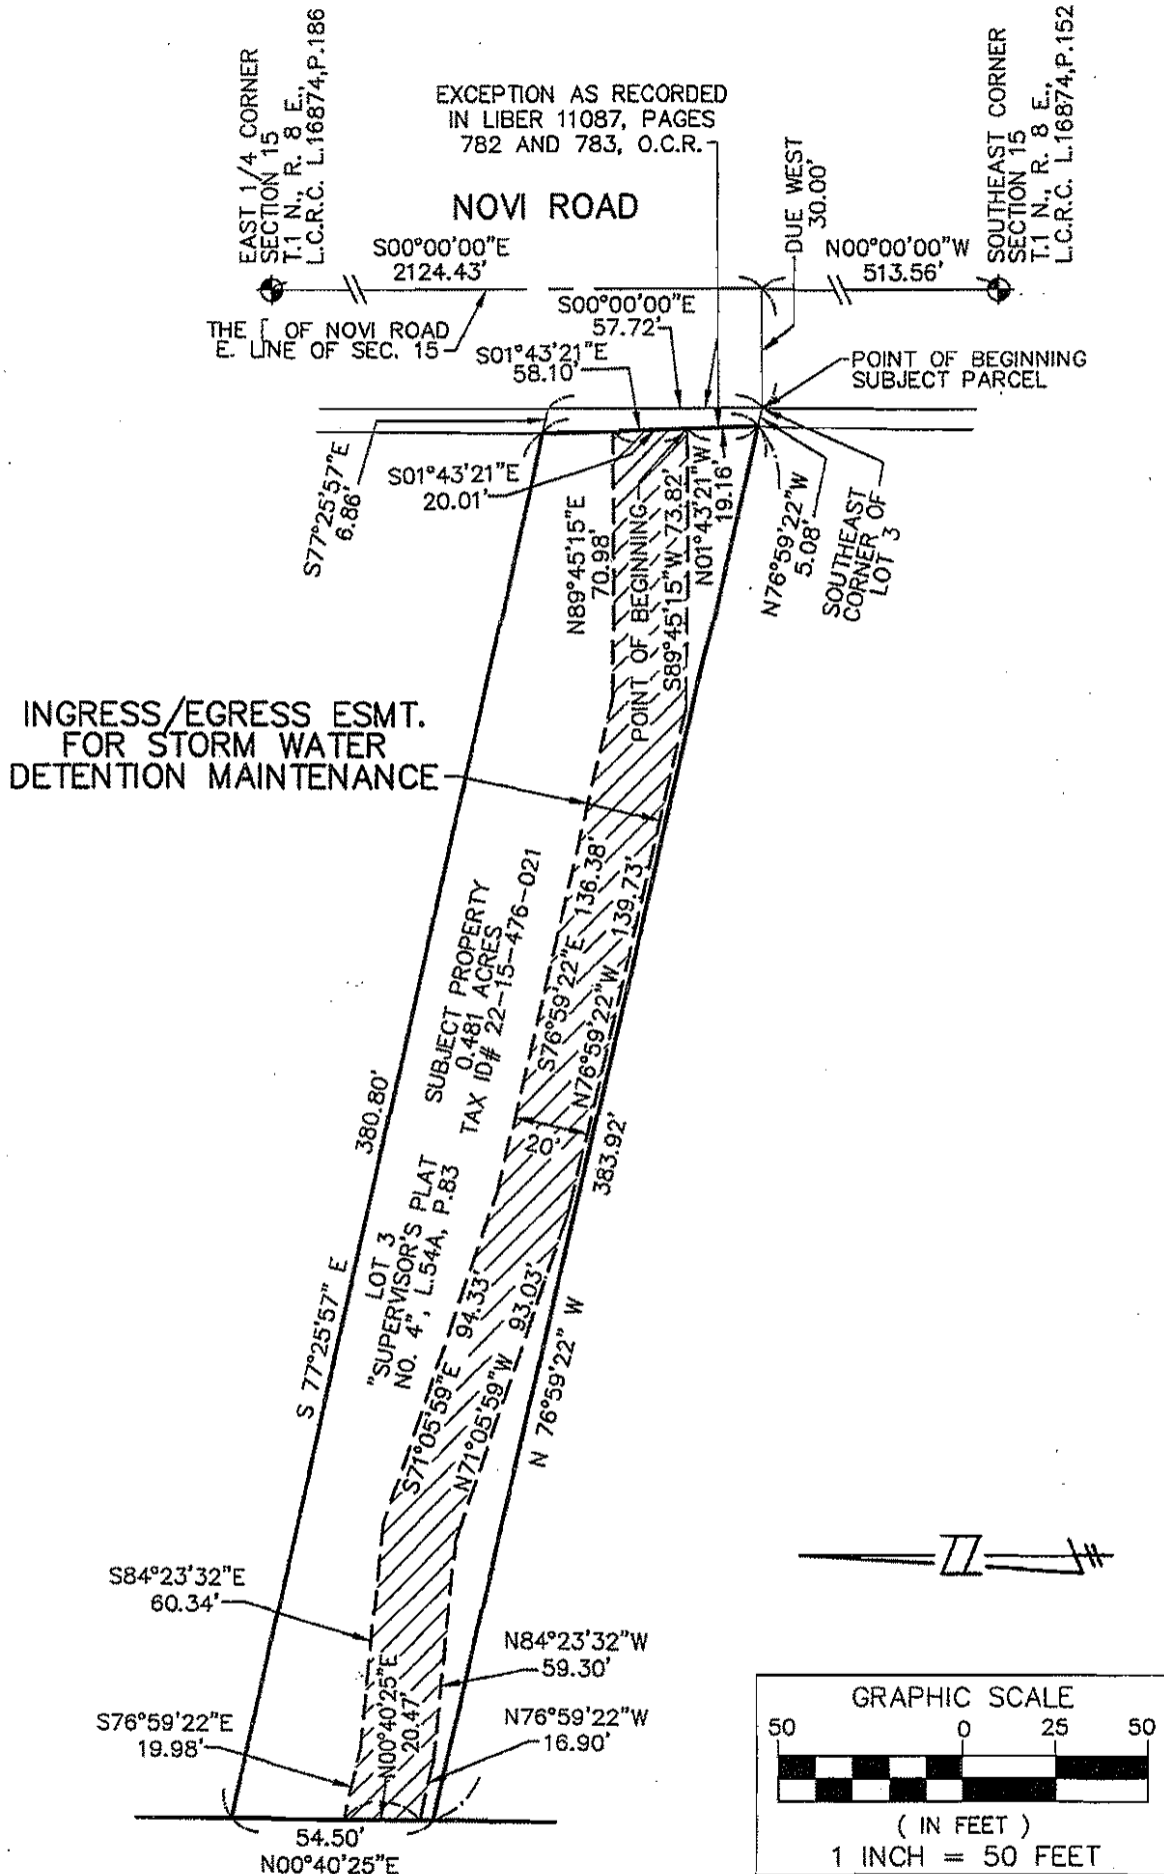 EAST 1/4 CORNER
SECTION 15
T.1 N., R. 8 E.,
L.C.R.C. L.16874,P.186
EXCEPTION AS RECORDED
IN LIBER 11087, PAGES
782 AND 783, O.C.R.
NOVI ROAD
DUE WEST
30.00'
SOUTHEAST CORNER
SECTION 15
T.1 N., R. 8 E.,
L.C.R.C. L.16874,P.152
S00°00'00"E
2124.43'
N00°00'00"W
513.56'
THE ℄ OF NOVI ROAD
E. LINE OF SEC. 15
S00°00'00"E
57.72'
S01°43'21"E
58.10'
POINT OF BEGINNING
SUBJECT PARCEL
S77°25'57"E
6.86'
S01°43'21"E
20.01'
N89°45'15"E
70.98'
POINT OF BEGINNING
S89°45'15"W 73.82'
N01°43'21"W
19.16'
N76°59'22"W
5.08'
SOUTHEAST
CORNER OF
LOT 3
INGRESS/EGRESS ESMT.
FOR STORM WATER
DETENTION MAINTENANCE
SUBJECT PROPERTY
0.481 ACRES
TAX ID# 22-15-476-021
S76°59'22"E 136.38'
N76°59'22"W 139.73'
20'
380.80'
S 77°25'57" E
383.92'
N 76°59'22" W
LOT 3
"SUPERVISOR'S PLAT
NO. 4", L.54A, P.83
S71°05'59"E 94.33'
N71°05'59"W 93.03'
S84°23'32"E
60.34'
N84°23'32"W
59.30'
S76°59'22"E
19.98'
N00°40'25"E
20.47'
N76°59'22"W
16.90'
54.50'
N00°40'25"E
N
GRAPHIC SCALE
50 0 25 50
( IN FEET )
1 INCH = 50 FEET